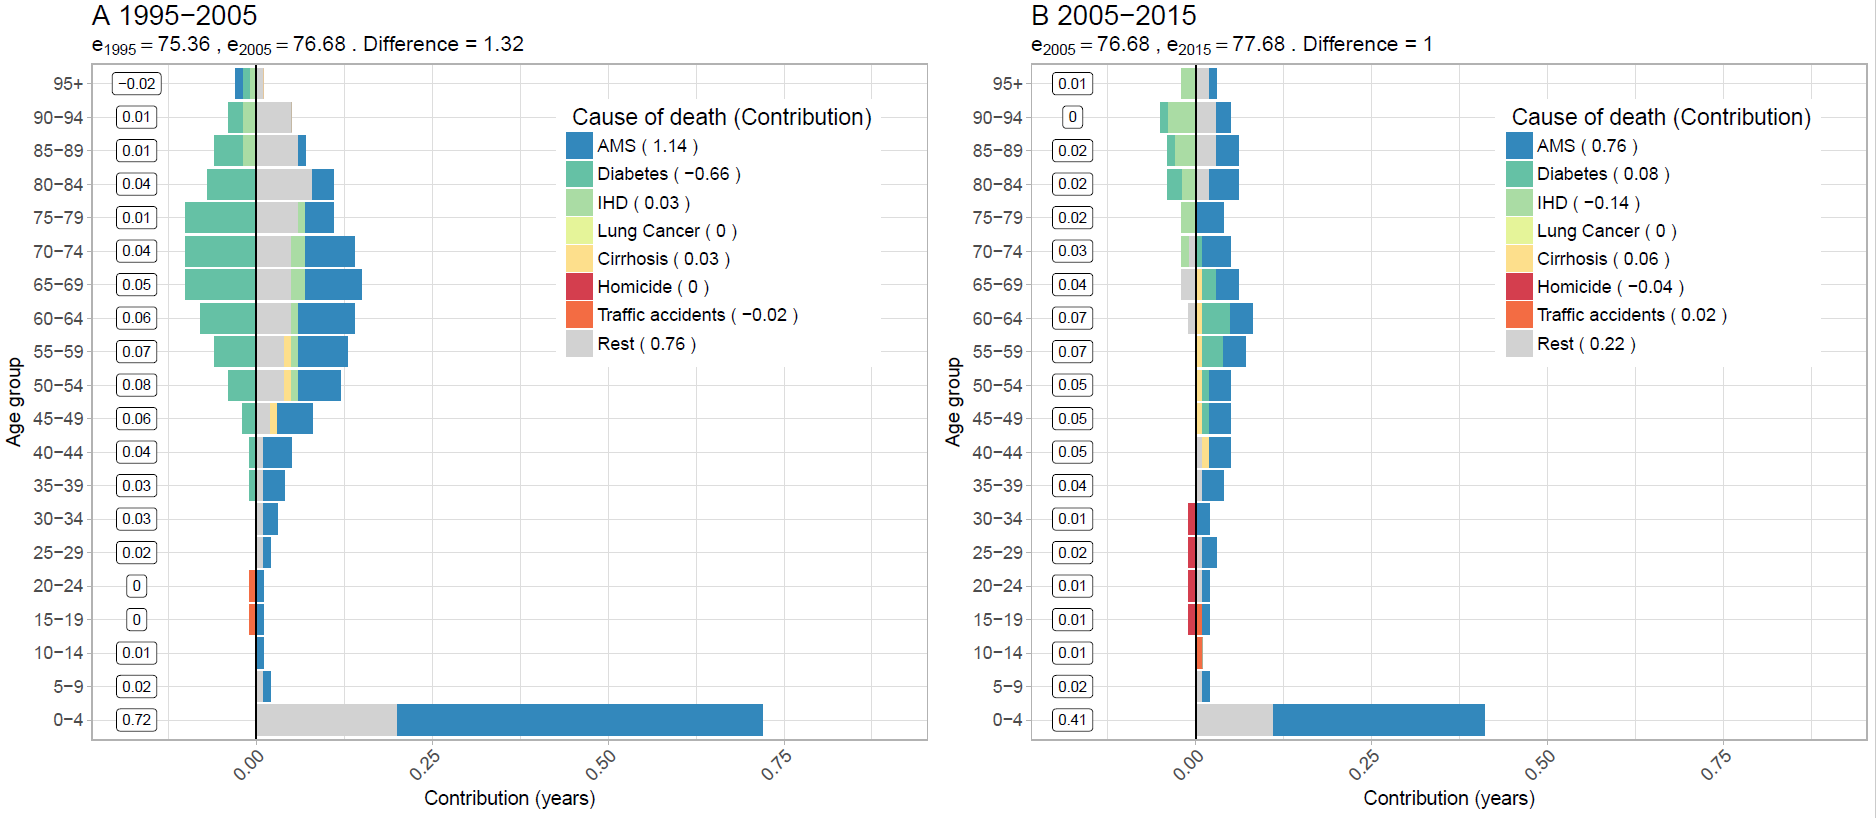 A 1995−2005
e1995 = 75.36 , e2005 = 76.68 . Difference = 1.32
Age group
95+ −0.02
90−94 0.01
85−89 0.01
80−84 0.04
75−79 0.01
70−74 0.04
65−69 0.05
60−64 0.06
55−59 0.07
50−54 0.08
45−49 0.06
40−44 0.04
35−39 0.03
30−34 0.03
25−29 0.02
20−24 0
15−19 0
10−14 0.01
5−9 0.02
0−4 0.72
Cause of death (Contribution)
AMS ( 1.14 )
Diabetes ( −0.66 )
IHD ( 0.03 )
Lung Cancer ( 0 )
Cirrhosis ( 0.03 )
Homicide ( 0 )
Traffic accidents ( −0.02 )
Rest ( 0.76 )
0.00 0.25 0.50 0.75
Contribution (years)
B 2005−2015
e2005 = 76.68 , e2015 = 77.68 . Difference = 1
Age group
95+ 0.01
90−94 0
85−89 0.02
80−84 0.02
75−79 0.02
70−74 0.03
65−69 0.04
60−64 0.07
55−59 0.07
50−54 0.05
45−49 0.05
40−44 0.05
35−39 0.04
30−34 0.01
25−29 0.02
20−24 0.01
15−19 0.01
10−14 0.01
5−9 0.02
0−4 0.41
Cause of death (Contribution)
AMS ( 0.76 )
Diabetes ( 0.08 )
IHD ( −0.14 )
Lung Cancer ( 0 )
Cirrhosis ( 0.06 )
Homicide ( −0.04 )
Traffic accidents ( 0.02 )
Rest ( 0.22 )
0.00 0.25 0.50 0.75
Contribution (years)